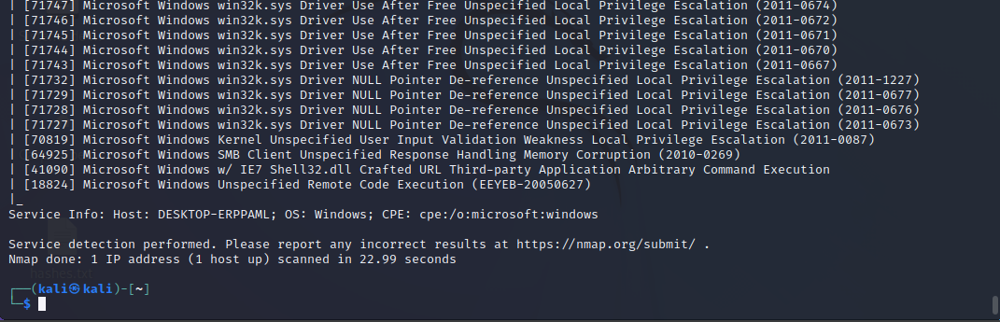 | [71747] Microsoft Windows win32k.sys Driver Use After Free Unspecified Local Privilege Escalation (2011-0674)
| [71746] Microsoft Windows win32k.sys Driver Use After Free Unspecified Local Privilege Escalation (2011-0672)
| [71745] Microsoft Windows win32k.sys Driver Use After Free Unspecified Local Privilege Escalation (2011-0671)
| [71744] Microsoft Windows win32k.sys Driver Use After Free Unspecified Local Privilege Escalation (2011-0670)
| [71743] Microsoft Windows win32k.sys Driver Use After Free Unspecified Local Privilege Escalation (2011-0667)
| [71732] Microsoft Windows win32k.sys Driver NULL Pointer De-reference Unspecified Local Privilege Escalation (2011-1227)
| [71729] Microsoft Windows win32k.sys Driver NULL Pointer De-reference Unspecified Local Privilege Escalation (2011-0677)
| [71728] Microsoft Windows win32k.sys Driver NULL Pointer De-reference Unspecified Local Privilege Escalation (2011-0676)
| [71727] Microsoft Windows win32k.sys Driver NULL Pointer De-reference Unspecified Local Privilege Escalation (2011-0673)
| [70819] Microsoft Windows Kernel Unspecified User Input Validation Weakness Local Privilege Escalation (2011-0087)
| [64925] Microsoft Windows SMB Client Unspecified Response Handling Memory Corruption (2010-0269)
| [41090] Microsoft Windows w/ IE7 Shell32.dll Crafted URL Third-party Application Arbitrary Command Execution
| [18824] Microsoft Windows Unspecified Remote Code Execution (EEYEB-20050627)
|_
Service Info: Host: DESKTOP-ERPPAML; OS: Windows; CPE: cpe:/o:microsoft:windows
Service detection performed. Please report any incorrect results at https://nmap.org/submit/ .
Nmap done: 1 IP address (1 host up) scanned in 22.99 seconds
┌──(kali㉿kali)-[~]
└─$